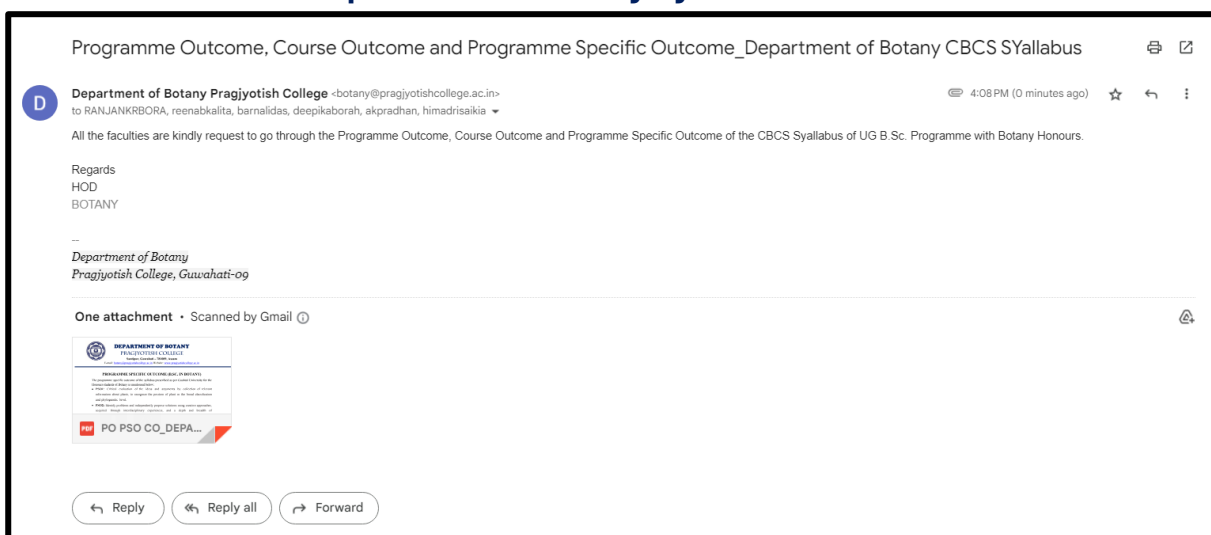 Programme Outcome, Course Outcome and Programme Specific Outcome_Department of Botany CBCS SYallabus
D
Department of Botany Pragjyotish College <botany@pragjyotishcollege.ac.in>
4:08 PM (0 minutes ago)
to RANJANKRBORA, reenabkalita, barnalidas, deepikaborah, akpradhan, himadrisaikia
All the faculties are kindly request to go through the Programme Outcome, Course Outcome and Programme Specific Outcome of the CBCS Syallabus of UG B.Sc. Programme with Botany Honours.
Regards
HOD
BOTANY
--
Department of Botany
Pragjyotish College, Guwahati-09
One attachment • Scanned by Gmail
DEPARTMENT OF BOTANY
PRAGJYOTISH COLLEGE
PROGRAMME SPECIFIC OUTCOME (B.SC. IN BOTANY)
PDF PO PSO CO_DEPA...
Reply
Reply all
Forward